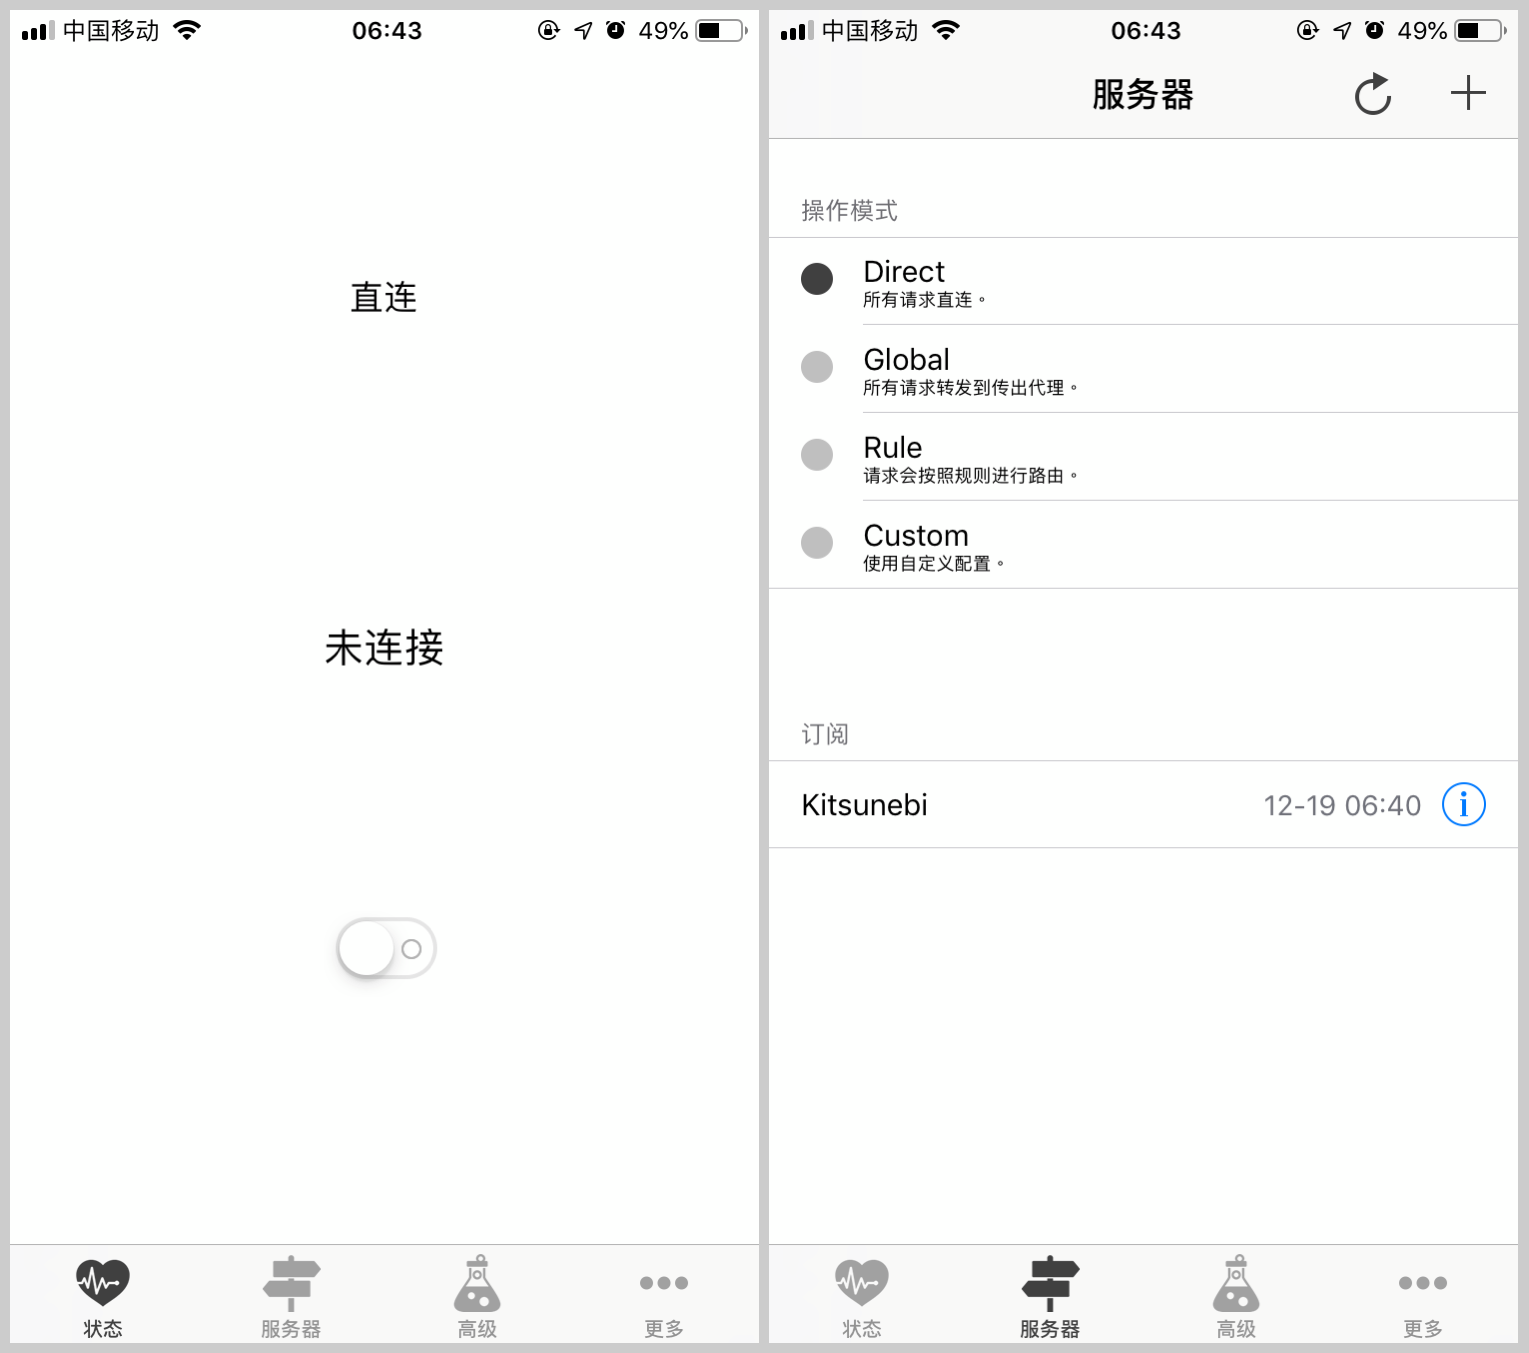 中国移动 06:43 49%
直连
未连接
状态 服务器 高级 更多
中国移动 06:43 49%
服务器
操作模式
Direct
所有请求直连。
Global
所有请求转发到传出代理。
Rule
请求会按照规则进行路由。
Custom
使用自定义配置。
订阅
Kitsunebi 12-19 06:40
状态 服务器 高级 更多